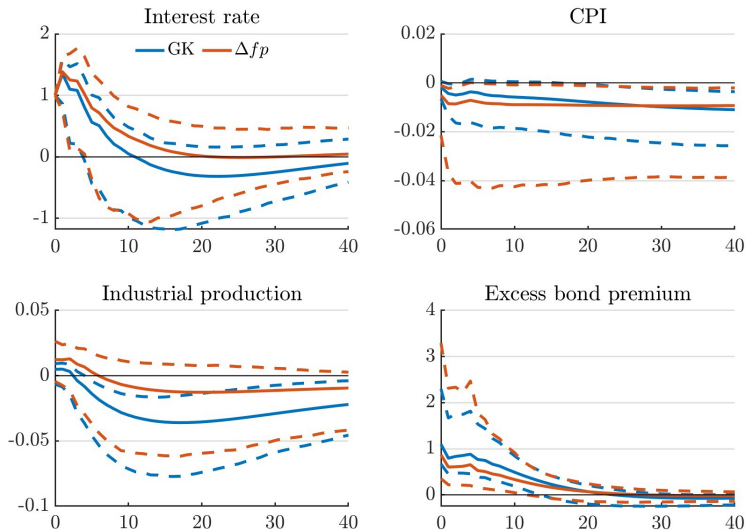 Interest rate
2
1
0
-1
0 10 20 30 40
GK Δfp
CPI
0.02
0
-0.02
-0.04
-0.06
0 10 20 30 40
Industrial production
0.05
0
-0.05
-0.1
0 10 20 30 40
Excess bond premium
4
3
2
1
0
0 10 20 30 40